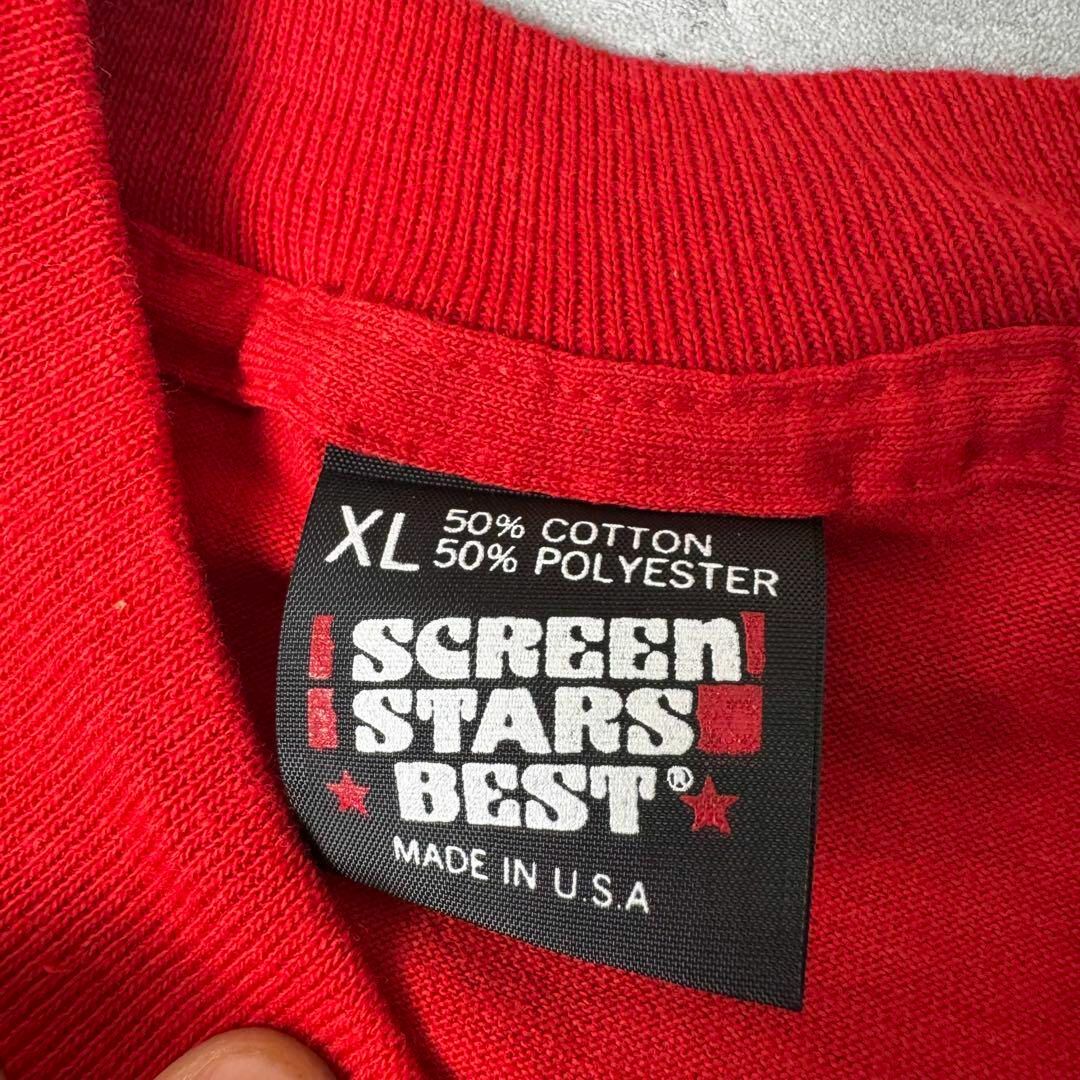 XL 50% COTTON
50% POLYESTER
SCREEN
STARS
BEST®
MADE IN U.S.A